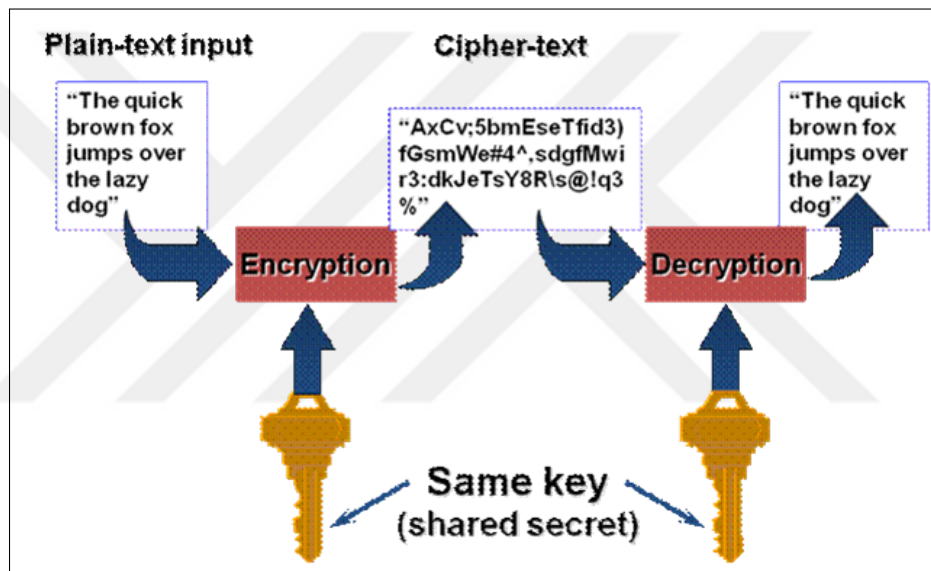 Plain-text input
Cipher-text
“The quick
brown fox
jumps over
the lazy
dog”
“AxCv;5bmEseTfid3)
fGsmWe#4^,sdgfMwi
r3:dkJeTsY8R\s@!q3
%”
“The quick
brown fox
jumps over
the lazy
dog”
Encryption
Decryption
Same key
(shared secret)